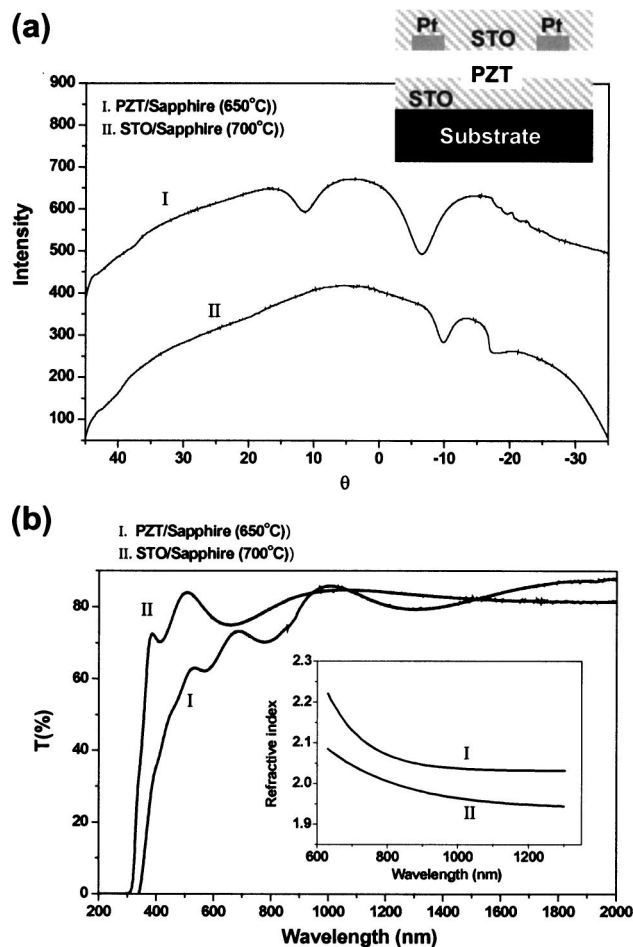 (a)
Pt
Pt
STO
PZT
STO
Substrate
I. PZT/Sapphire (650°C))
II. STO/Sapphire (700°C))
900
800
700
600
500
400
300
200
100
Intensity
I
II
40 30 20 10 0 -10 -20 -30
θ
(b)
I. PZT/Sapphire (650°C))
II. STO/Sapphire (700°C))
80
60
40
20
0
T(%)
II
I
2.3
2.2
2.1
2.0
1.9
Refractive index
I
II
600 800 1000 1200
Wavelength (nm)
200 400 600 800 1000 1200 1400 1600 1800 2000
Wavelength (nm)